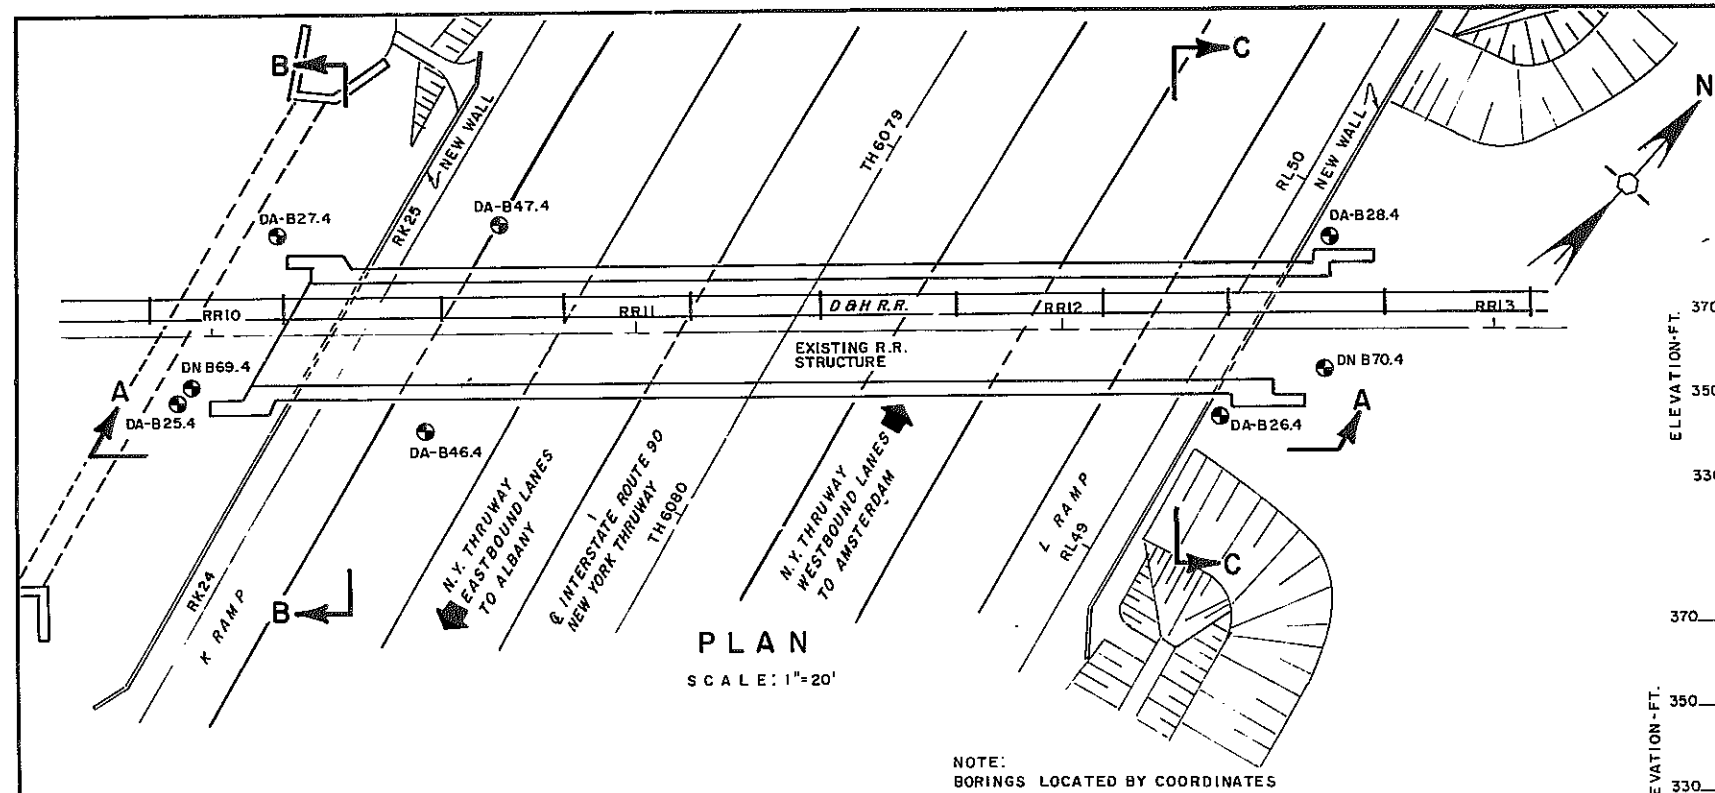 B
C
N
NEW WALL
RK25
TH6079
RL50
NEW WALL
DA-B27.4
DA-B47.4
DA-B28.4
RR10
RR11
D&H R.R.
RR12
RR13
370
EXISTING R.R.
STRUCTURE
DN B69.4
DN B70.4
A
DA-B25.4
DA-B46.4
DA-B26.4
A
ELEVATION-FT.
350
330
N.Y. THRUWAY
EASTBOUND LANES
TO ALBANY
℄ INTERSTATE ROUTE 90
NEW YORK THRUWAY
TH6080
N.Y. THRUWAY
WESTBOUND LANES
TO AMSTERDAM
L RAMP
RL49
C
RK24
K RAMP
B
PLAN
SCALE: 1"=20'
370
350
EVATION-FT.
330
NOTE:
BORINGS LOCATED BY COORDINATES